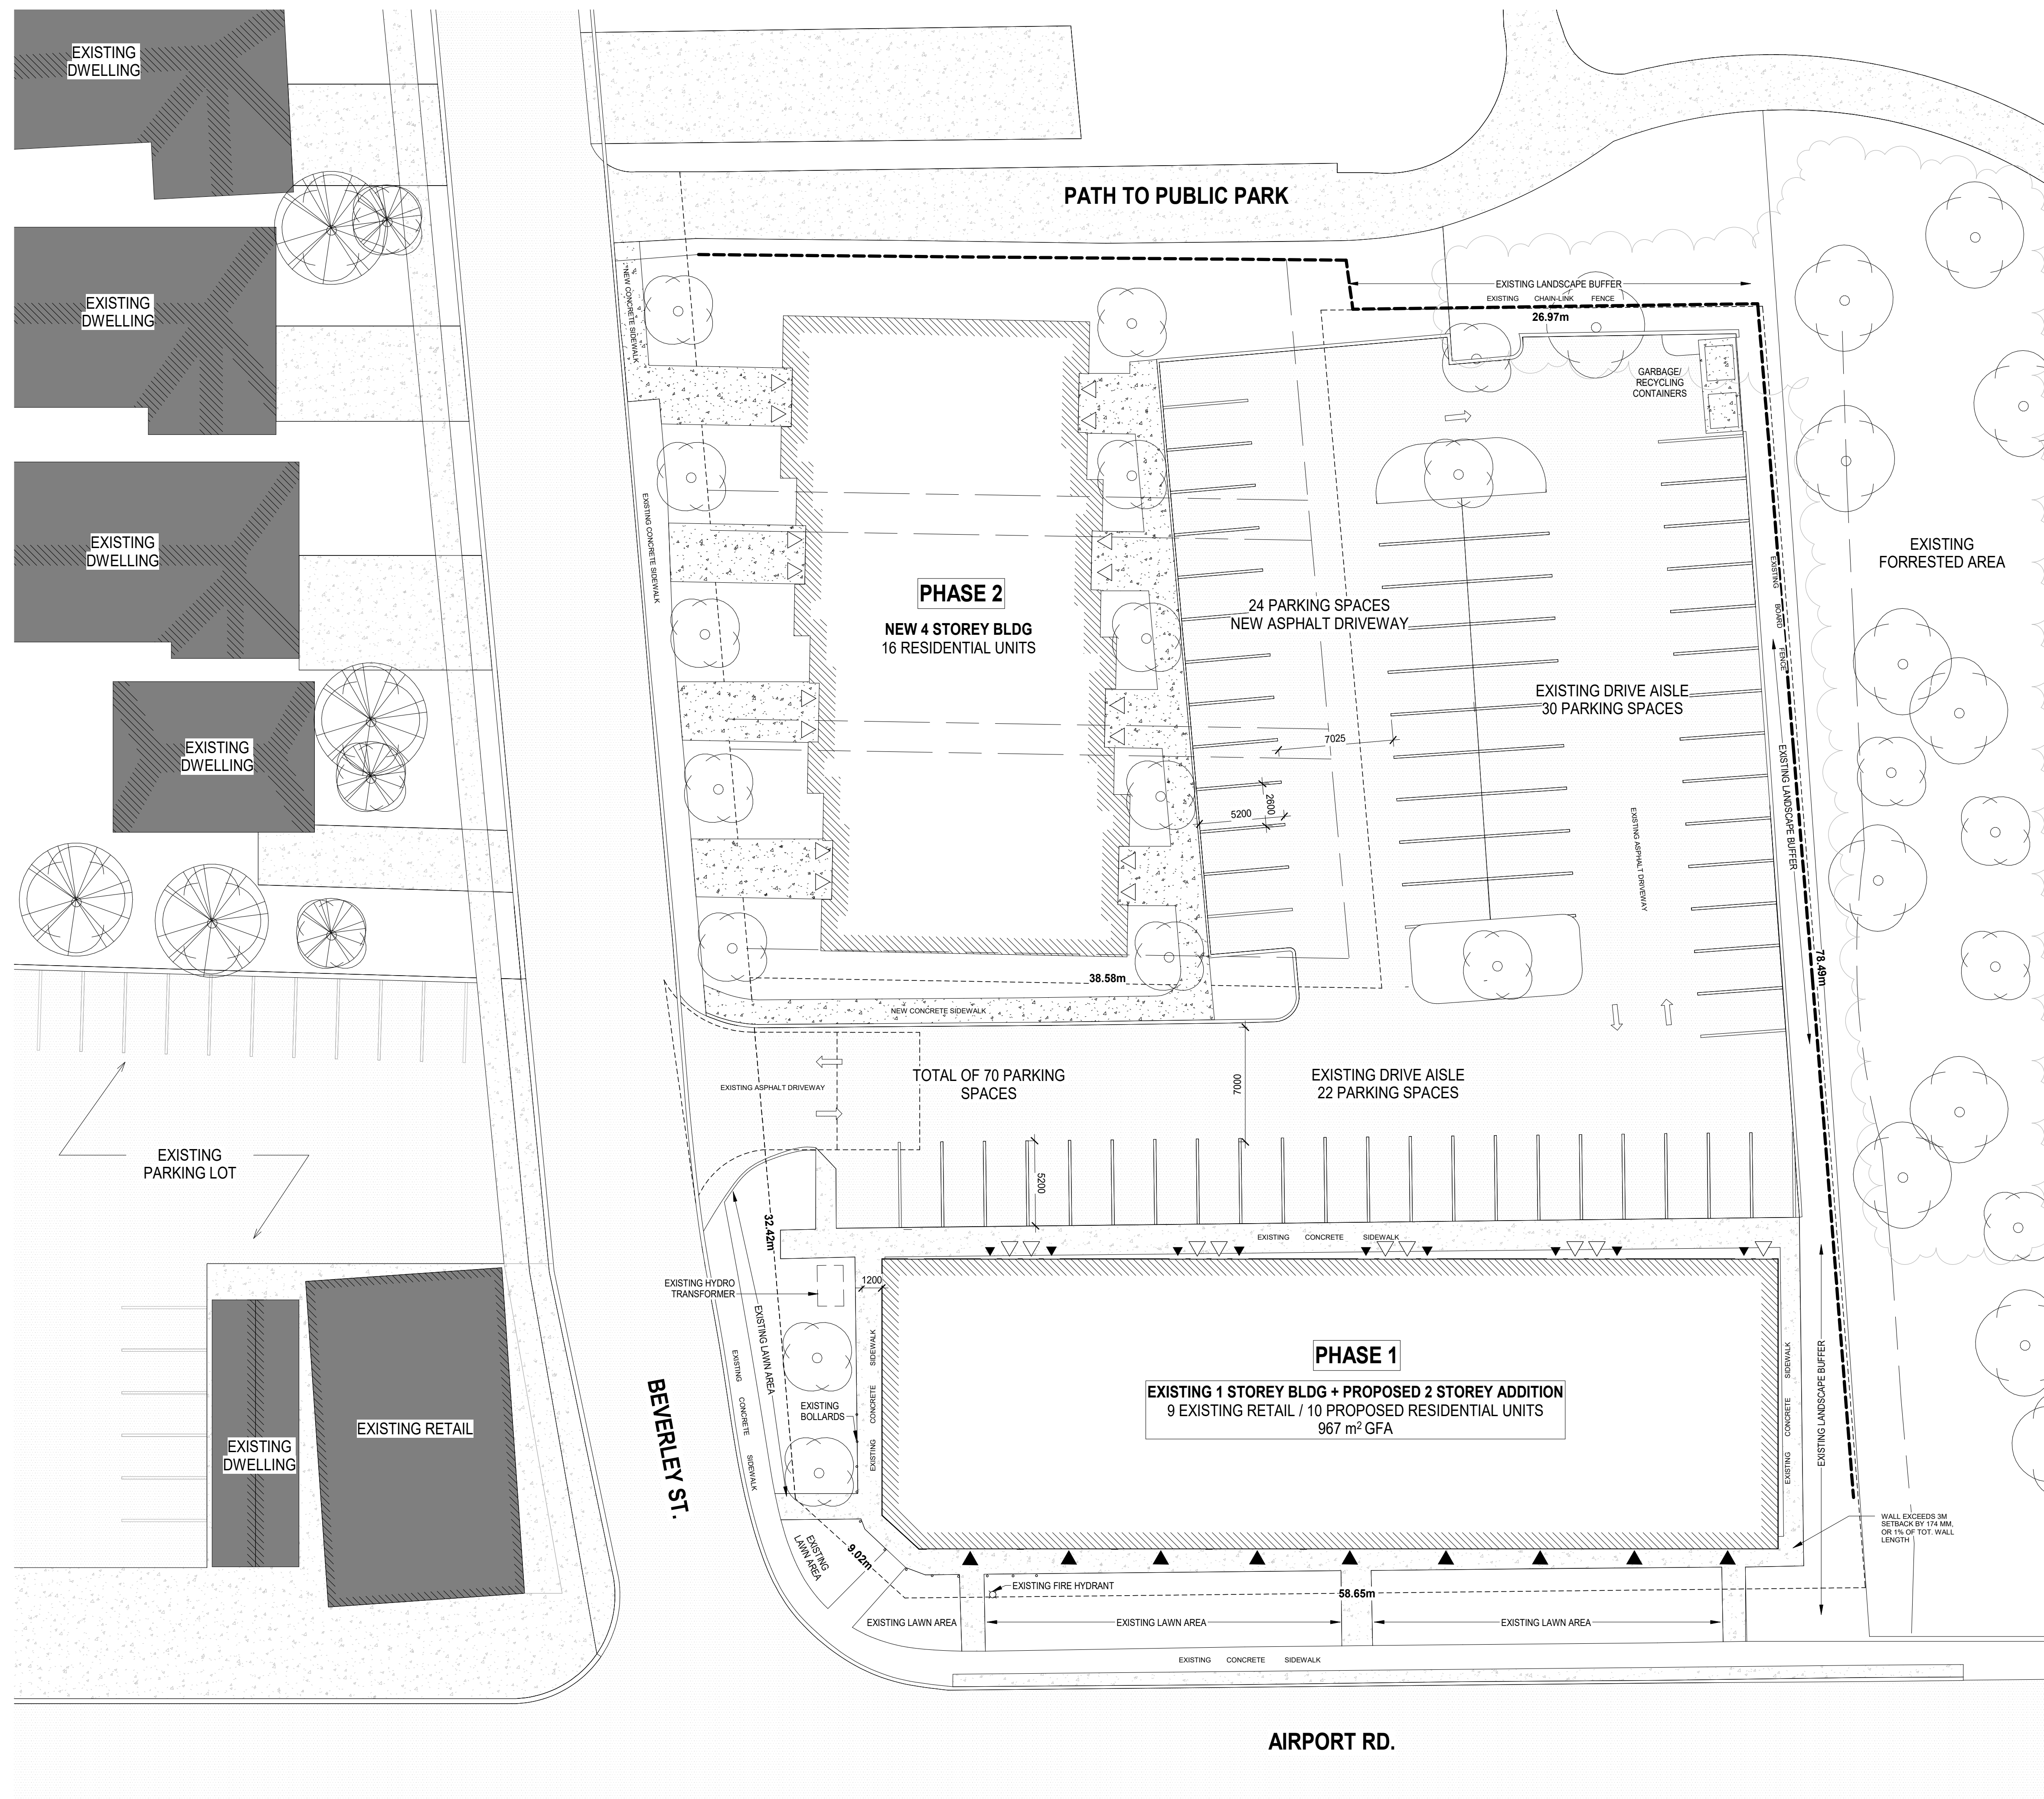 EXISTING
DWELLING
PATH TO PUBLIC PARK
NEW CONCRETE SIDEWALK
EXISTING LANDSCAPE BUFFER
EXISTING CHAIN-LINK FENCE
26.97m
EXISTING
DWELLING
GARBAGE/
RECYCLING
CONTAINERS
EXISTING CONCRETE SIDEWALK
EXISTING
DWELLING
EXISTING
FORRESTED AREA
EXISTING BOARD FENCE
PHASE 2
NEW 4 STOREY BLDG
16 RESIDENTIAL UNITS
24 PARKING SPACES
NEW ASPHALT DRIVEWAY
EXISTING DRIVE AISLE
30 PARKING SPACES
EXISTING
DWELLING
7025
2600
5200
EXISTING LANDSCAPE BUFFER
EXISTING ASPHALT DRIVEWAY
78.49m
38.58m
NEW CONCRETE SIDEWALK
EXISTING ASPHALT DRIVEWAY
TOTAL OF 70 PARKING
SPACES
7000
EXISTING DRIVE AISLE
22 PARKING SPACES
EXISTING
PARKING LOT
5200
32.42m
EXISTING CONCRETE SIDEWALK
EXISTING HYDRO
TRANSFORMER
1200
EXISTING LAWN AREA
EXISTING CONCRETE SIDEWALK
EXISTING CONCRETE SIDEWALK
EXISTING
BOLLARDS
PHASE 1
EXISTING 1 STOREY BLDG + PROPOSED 2 STOREY ADDITION
9 EXISTING RETAIL / 10 PROPOSED RESIDENTIAL UNITS
967 m² GFA
EXISTING CONCRETE SIDEWALK
EXISTING LANDSCAPE BUFFER
EXISTING RETAIL
EXISTING
DWELLING
BEVERLEY ST.
WALL EXCEEDS 3M
SETBACK BY 174 MM,
OR 1% OF TOT. WALL
LENGTH
EXISTING
LAWN AREA
9.02m
EXISTING FIRE HYDRANT
58.65m
EXISTING LAWN AREA
EXISTING LAWN AREA
EXISTING LAWN AREA
EXISTING CONCRETE SIDEWALK
AIRPORT RD.